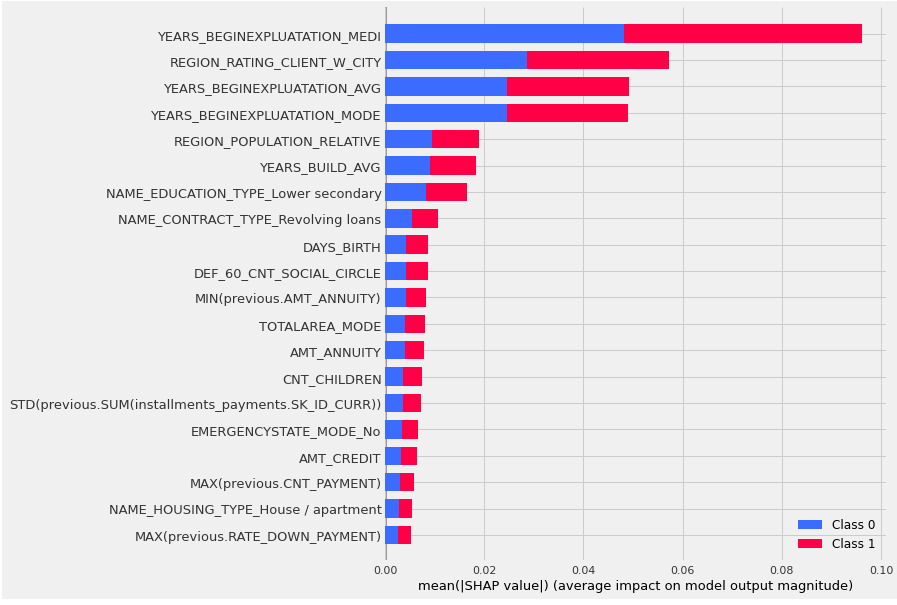 YEARS_BEGINEXPLUATATION_MEDI
REGION_RATING_CLIENT_W_CITY
YEARS_BEGINEXPLUATATION_AVG
YEARS_BEGINEXPLUATATION_MODE
REGION_POPULATION_RELATIVE
YEARS_BUILD_AVG
NAME_EDUCATION_TYPE_Lower secondary
NAME_CONTRACT_TYPE_Revolving loans
DAYS_BIRTH
DEF_60_CNT_SOCIAL_CIRCLE
MIN(previous.AMT_ANNUITY)
TOTALAREA_MODE
AMT_ANNUITY
CNT_CHILDREN
STD(previous.SUM(installments_payments.SK_ID_CURR))
EMERGENCYSTATE_MODE_No
AMT_CREDIT
MAX(previous.CNT_PAYMENT)
NAME_HOUSING_TYPE_House / apartment
MAX(previous.RATE_DOWN_PAYMENT)
Class 0
Class 1
0.00 0.02 0.04 0.06 0.08 0.10
mean(|SHAP value|) (average impact on model output magnitude)